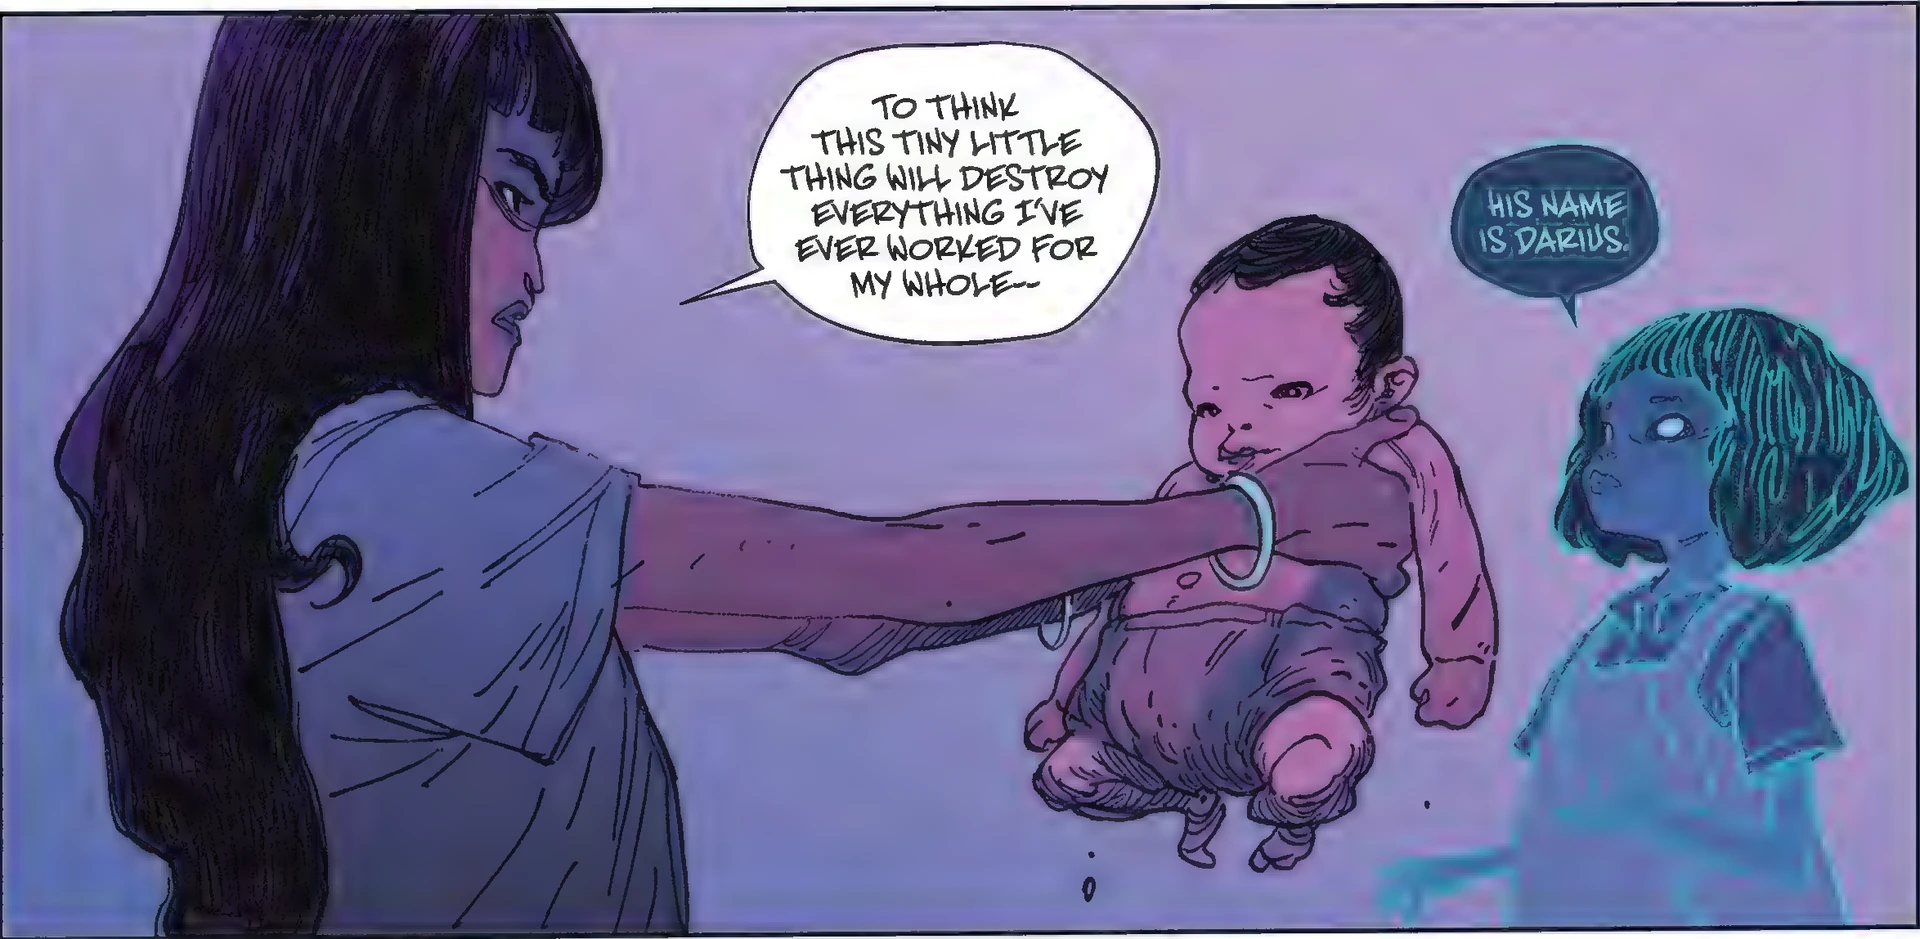 TO THINK
THIS TINY LITTLE
THING WILL DESTROY
EVERYTHING I'VE
EVER WORKED FOR
MY WHOLE--
HIS NAME
IS DARIUS.